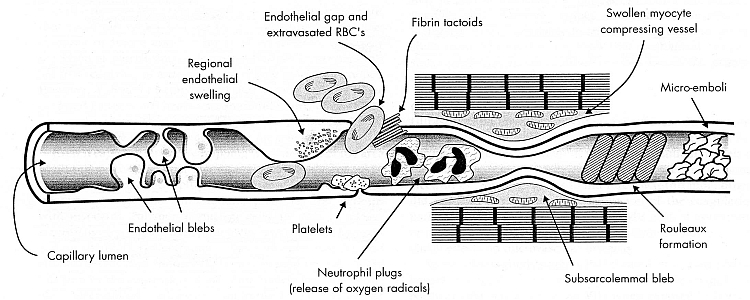 Endothelial gap and
extravasated RBC's
Fibrin tactoids
Swollen myocyte
compressing vessel
Regional
endothelial
swelling
Micro-emboli
Endothelial blebs
Platelets
Rouleaux
formation
Capillary lumen
Neutrophil plugs
(release of oxygen radicals)
Subsarcolemmal bleb